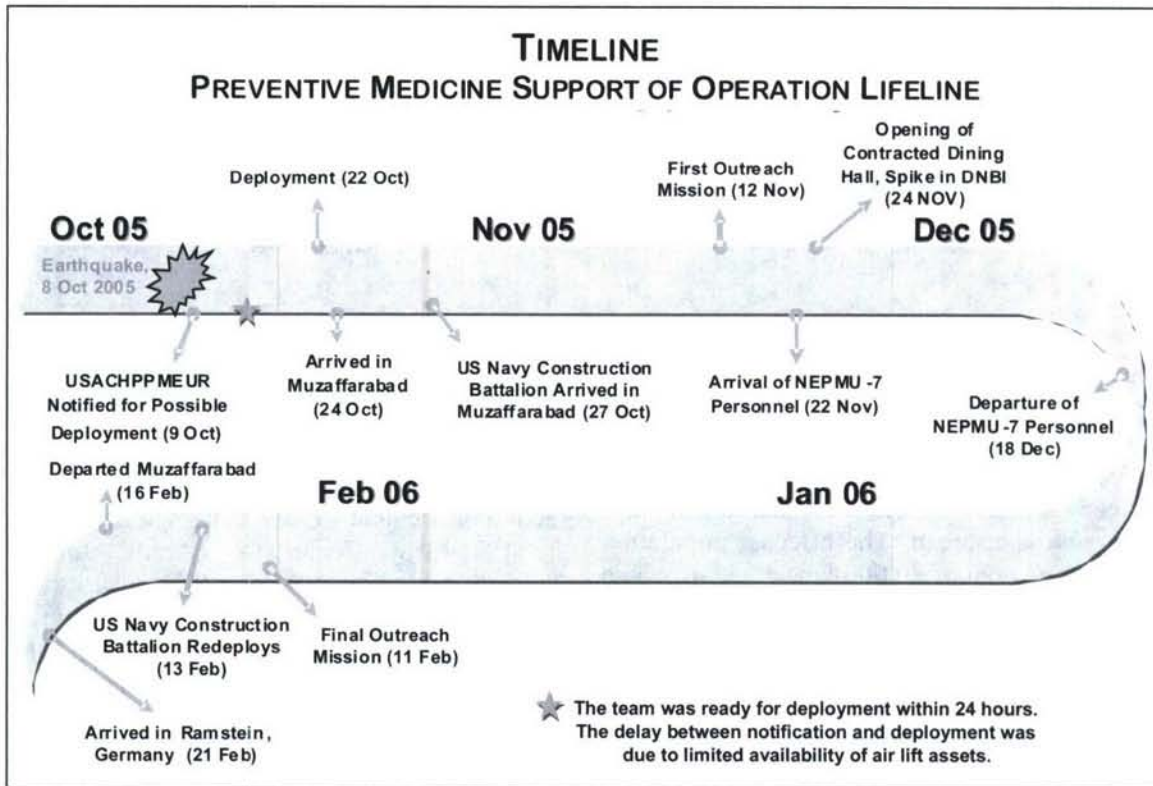 TIMELINE
PREVENTIVE MEDICINE SUPPORT OF OPERATION LIFELINE
Oct 05
Earthquake,
8 Oct 2005
Deployment (22 Oct)
Nov 05
First Outreach
Mission (12 Nov)
Opening of
Contracted Dining
Hall, Spike in DNBI
(24 NOV)
Dec 05
USACHPPMEUR
Notified for Possible
Deployment (9 Oct)
Arrived in
Muzaffarabad
(24 Oct)
US Navy Construction
Battalion Arrived in
Muzaffarabad (27 Oct)
Arrival of NEPMU -7
Personnel (22 Nov)
Departure of
NEPMU -7 Personnel
(18 Dec)
Departed Muzaffarabad
(16 Feb)
Feb 06
Jan 06
US Navy Construction
Battalion Redeploys
(13 Feb)
Final Outreach
Mission (11 Feb)
Arrived in Ramstein,
Germany (21 Feb)
The team was ready for deployment within 24 hours.
The delay between notification and deployment was
due to limited availability of air lift assets.